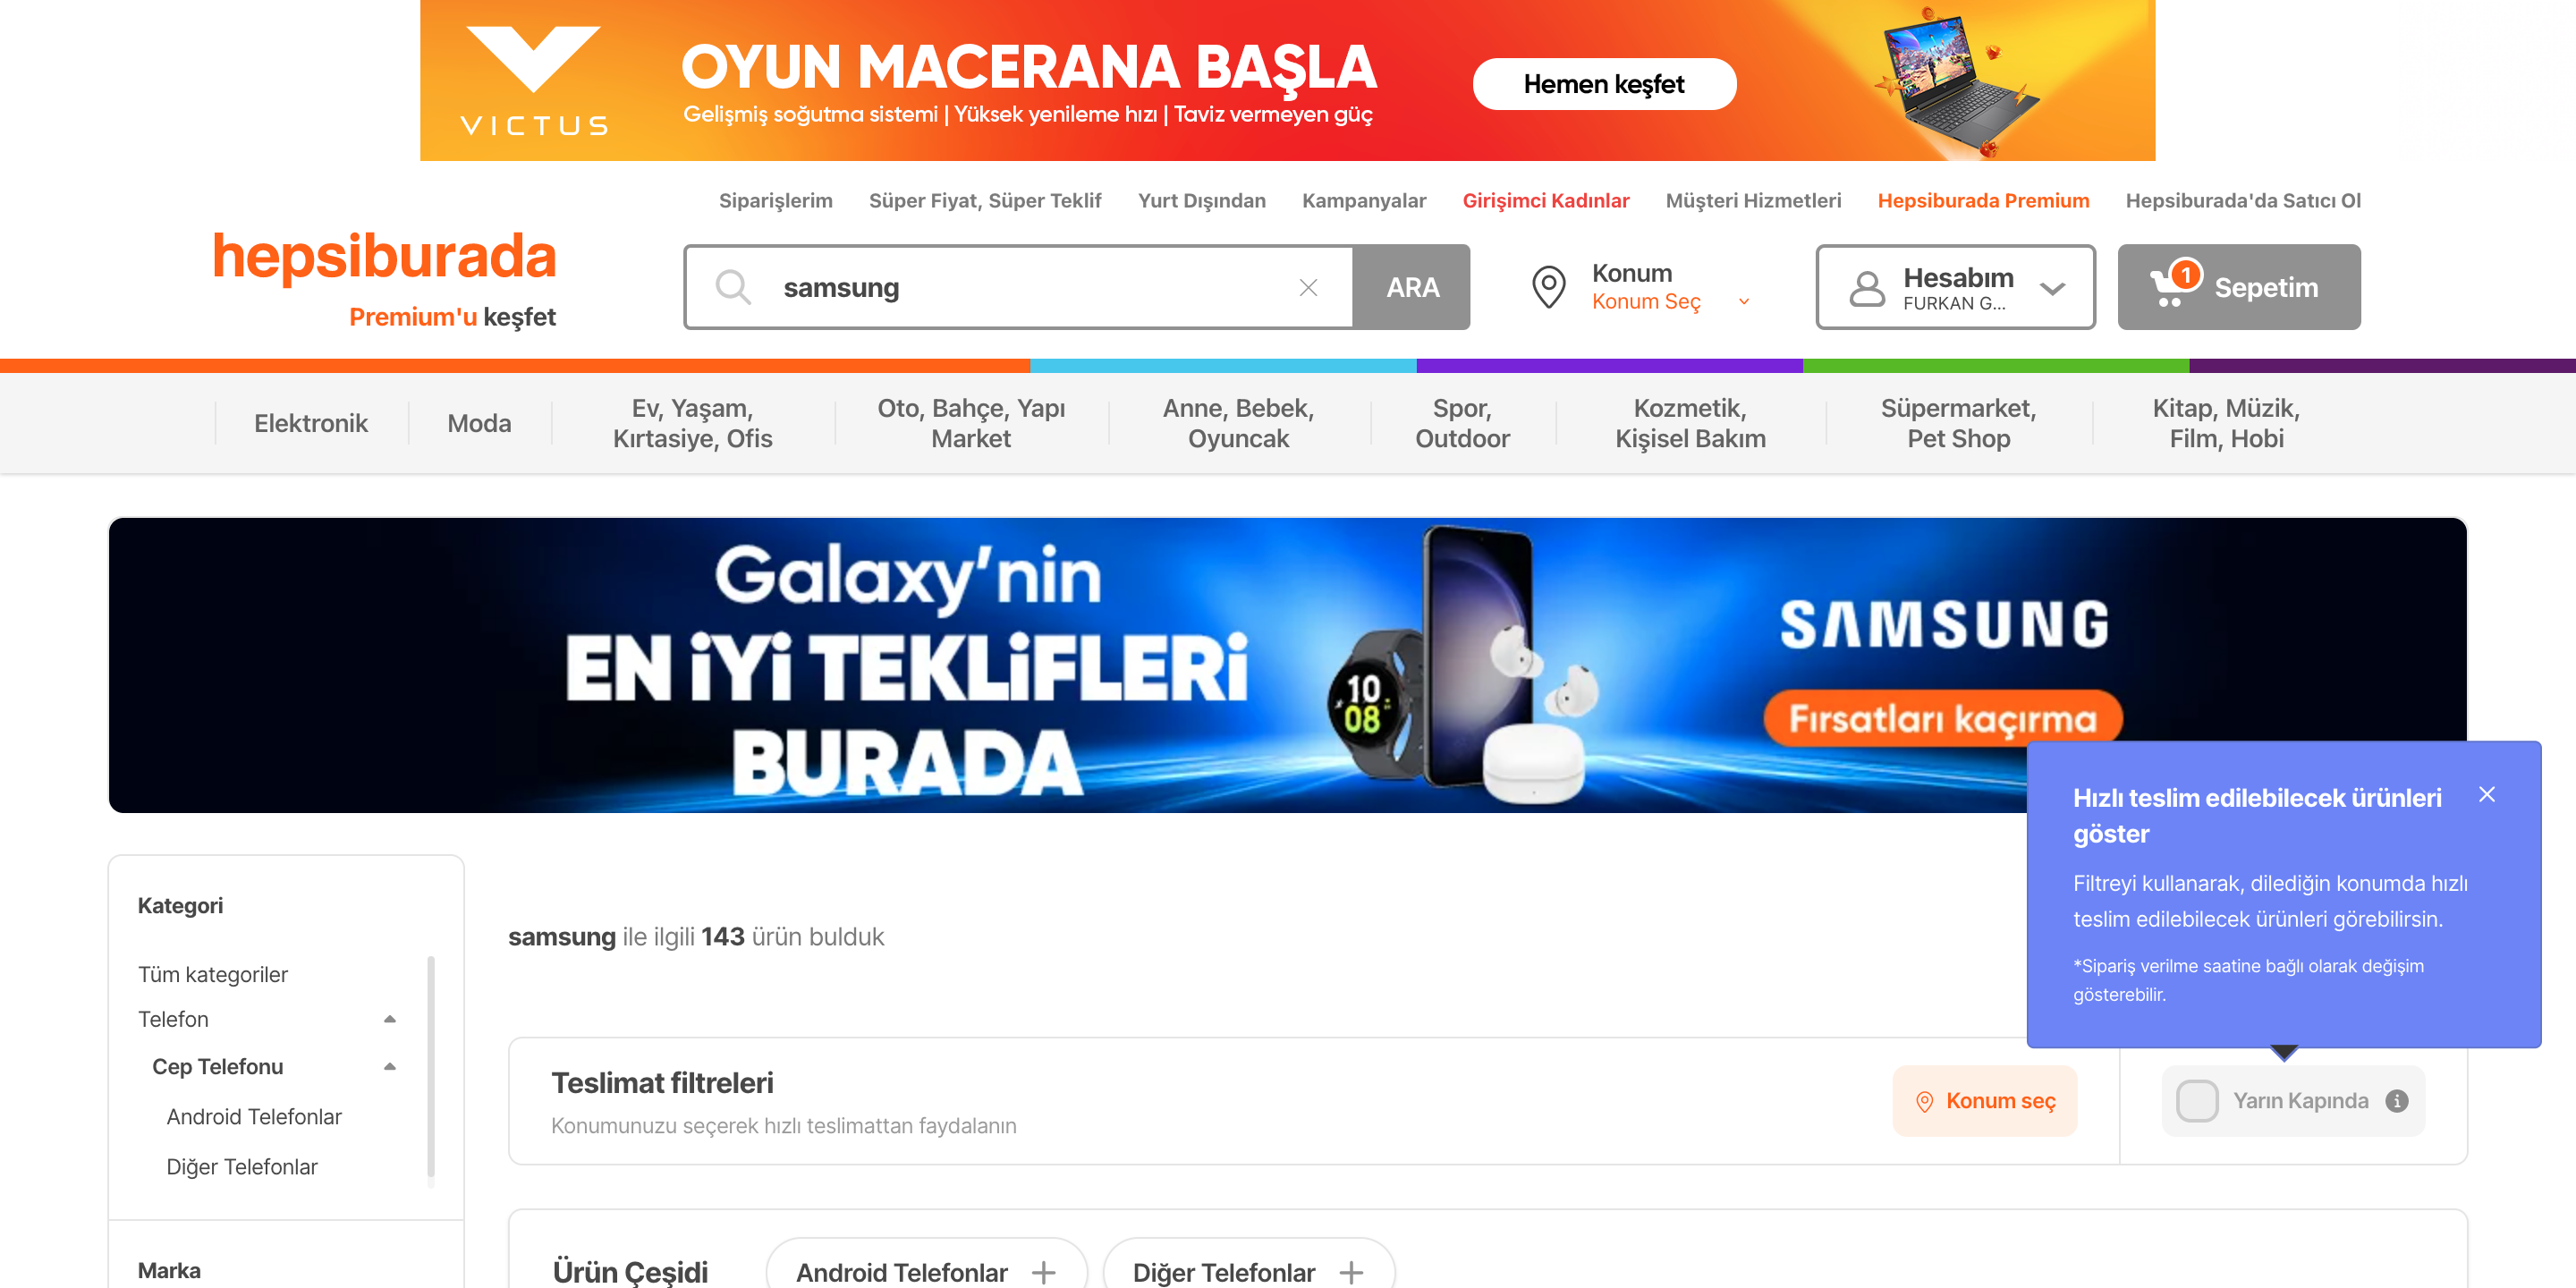 VICTUS
OYUN MACERANA BAŞLA
Gelişmiş soğutma sistemi | Yüksek yenileme hızı | Taviz vermeyen güç
Hemen keşfet
Siparişlerim
Süper Fiyat, Süper Teklif
Yurt Dışından
Kampanyalar
Girişimci Kadınlar
Müşteri Hizmetleri
Hepsiburada Premium
Hepsiburada'da Satıcı Ol
hepsiburada
Premium'u keşfet
samsung
ARA
Konum
Konum Seç
Hesabım
FURKAN G...
1
Sepetim
Elektronik
Moda
Ev, Yaşam,
Kırtasiye, Ofis
Oto, Bahçe, Yapı
Market
Anne, Bebek,
Oyuncak
Spor,
Outdoor
Kozmetik,
Kişisel Bakım
Süpermarket,
Pet Shop
Kitap, Müzik,
Film, Hobi
Galaxy'nin
EN İYİ TEKLİFLERİ
BURADA
10
08
SAMSUNG
Fırsatları kaçırma
Hızlı teslim edilebilecek ürünleri
göster
Filtreyi kullanarak, dilediğin konumda hızlı
teslim edilebilecek ürünleri görebilirsin.
*Sipariş verilme saatine bağlı olarak değişim
gösterebilir.
Kategori
Tüm kategoriler
Telefon
Cep Telefonu
Android Telefonlar
Diğer Telefonlar
Marka
samsung ile ilgili 143 ürün bulduk
Teslimat filtreleri
Konumunuzu seçerek hızlı teslimattan faydalanın
Konum seç
Yarın Kapında
Ürün Çeşidi
Android Telefonlar
Diğer Telefonlar